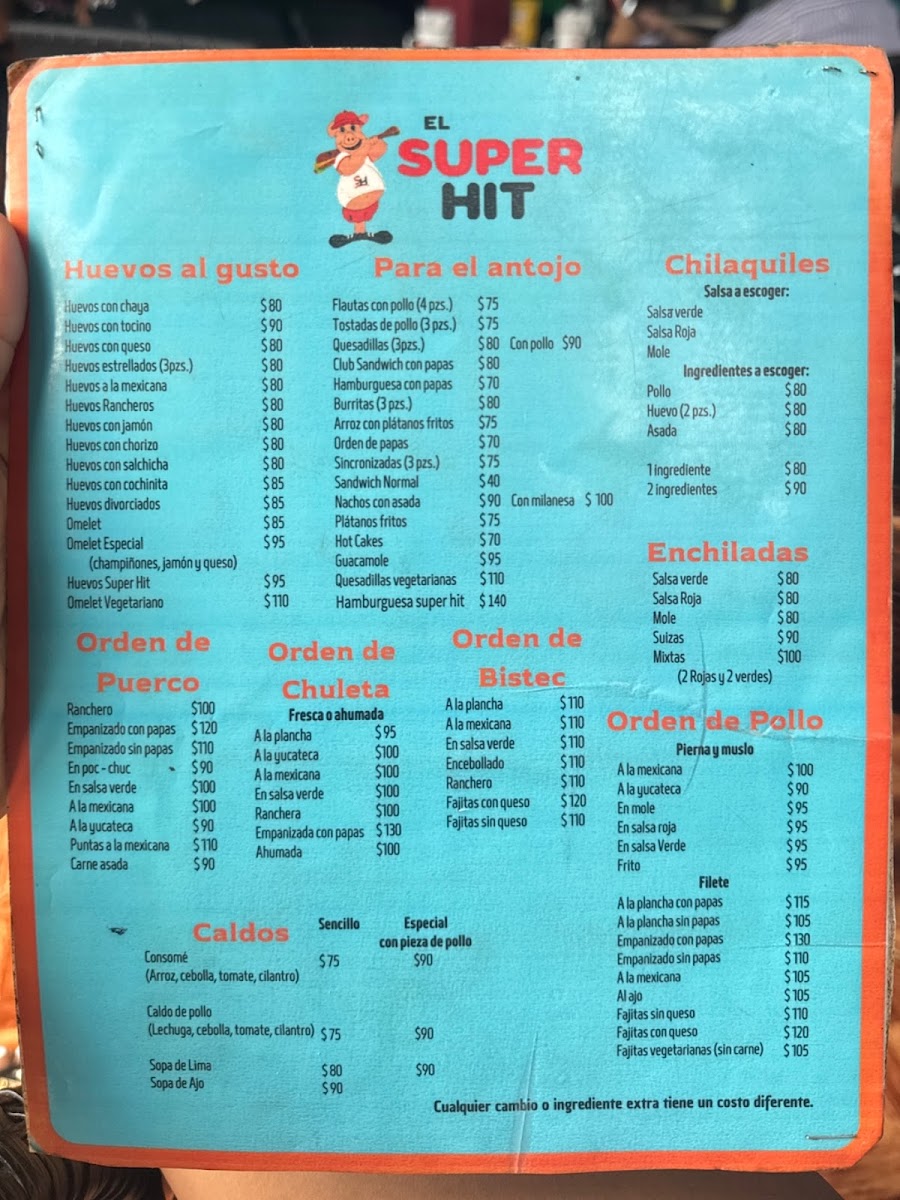 EL
SUPER
HIT
Huevos al gusto
Huevos con chaya $80
Huevos con tocino $90
Huevos con queso $80
Huevos estrellados (3pzs.) $80
Huevos a la mexicana $80
Huevos Rancheros $80
Huevos con jamón $80
Huevos con chorizo $80
Huevos con salchicha $80
Huevos con cochinita $85
Huevos divorciados $85
Omelet $85
Omelet Especial $95
(champiñones, jamón y queso)
Huevos Super Hit $95
Omelet Vegetariano $110
Para el antojo
Flautas con pollo (4 pzs.) $75
Tostadas de pollo (3 pzs.) $75
Quesadillas (3pzs.) $80 Con pollo $90
Club Sandwich con papas $80
Hamburguesa con papas $70
Burritas (3 pzs.) $80
Arroz con plátanos fritos $75
Orden de papas $70
Sincronizadas (3 pzs.) $75
Sandwich Normal $40
Nachos con asada $90 Con milanesa $ 100
Plátanos fritos $75
Hot Cakes $70
Guacamole $95
Quesadillas vegetarianas $110
Hamburguesa super hit $140
Chilaquiles
Salsa a escoger:
Salsa verde
Salsa Roja
Mole
Ingredientes a escoger:
Pollo $80
Huevo (2 pzs.) $80
Asada $80
1 ingrediente $80
2 ingredientes $90
Enchiladas
Salsa verde $80
Salsa Roja $80
Mole $80
Suizas $90
Mixtas $100
(2 Rojas y 2 verdes)
Orden de
Puerco
Ranchero $100
Empanizado con papas $120
Empanizado sin papas $110
En poc - chuc $90
En salsa verde $100
A la mexicana $100
A la yucateca $90
Puntas a la mexicana $110
Carne asada $90
Orden de
Chuleta
Fresca o ahumada
A la plancha $95
A la yucateca $100
A la mexicana $100
En salsa verde $100
Ranchera $100
Empanizada con papas $130
Ahumada $100
Orden de
Bistec
A la plancha $110
A la mexicana $110
En salsa verde $110
Encebollado $110
Ranchero $110
Fajitas con queso $120
Fajitas sin queso $110
Orden de Pollo
Pierna y muslo
A la mexicana $100
A la yucateca $90
En mole $95
En salsa roja $95
En salsa Verde $95
Frito $95
Filete
A la plancha con papas $115
A la plancha sin papas $105
Empanizado con papas $130
Empanizado sin papas $110
A la mexicana $105
Al ajo $105
Fajitas sin queso $110
Fajitas con queso $120
Fajitas vegetarianas (sin carne) $105
Caldos
Sencillo Especial
con pieza de pollo
Consomé $75 $90
(Arroz, cebolla, tomate, cilantro)
Caldo de pollo
(Lechuga, cebolla, tomate, cilantro) $75 $90
Sopa de Lima $80 $90
Sopa de Ajo $90
Cualquier cambio o ingrediente extra tiene un costo diferente.